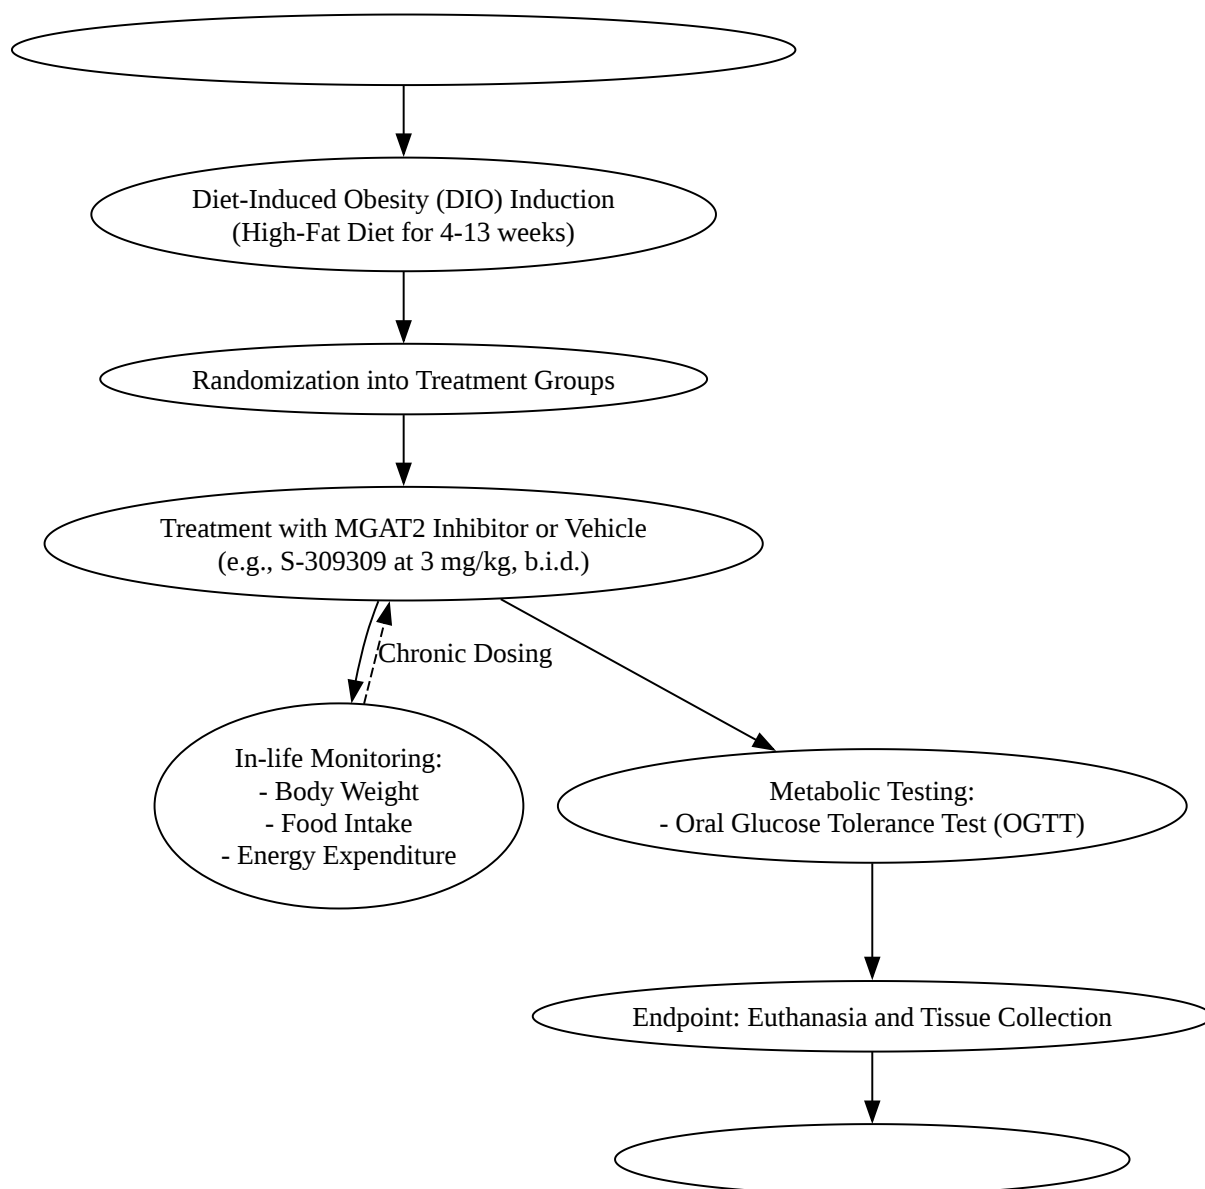 Diet-Induced Obesity (DIO) Induction
(High-Fat Diet for 4-13 weeks)
Randomization into Treatment Groups
Treatment with MGAT2 Inhibitor or Vehicle
(e.g., S-309309 at 3 mg/kg, b.i.d.)
Chronic Dosing
In-life Monitoring:
- Body Weight
- Food Intake
- Energy Expenditure
Metabolic Testing:
- Oral Glucose Tolerance Test (OGTT)
Endpoint: Euthanasia and Tissue Collection